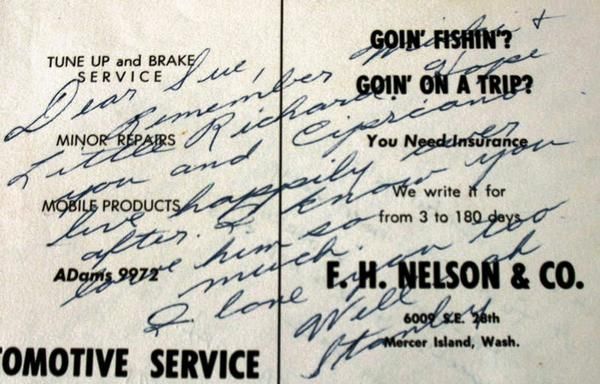 TUNE UP and BRAKE
SERVICE
MINOR REPAIRS
MOBILE PRODUCTS
ADams 9972
OMOTIVE SERVICE
GOIN' FISHIN'?
GOIN' ON A TRIP?
You Need Insurance
We write it for
from 3 to 180 days
F. H. NELSON & CO.
6009 S.E. 28th
Mercer Island, Wash.
Dear Sue,
Remember &
Little Richard. Hope
you and Cipriano
live happily ever
after. I know you
love him so
much.
I love you too
Well ah
Stanley